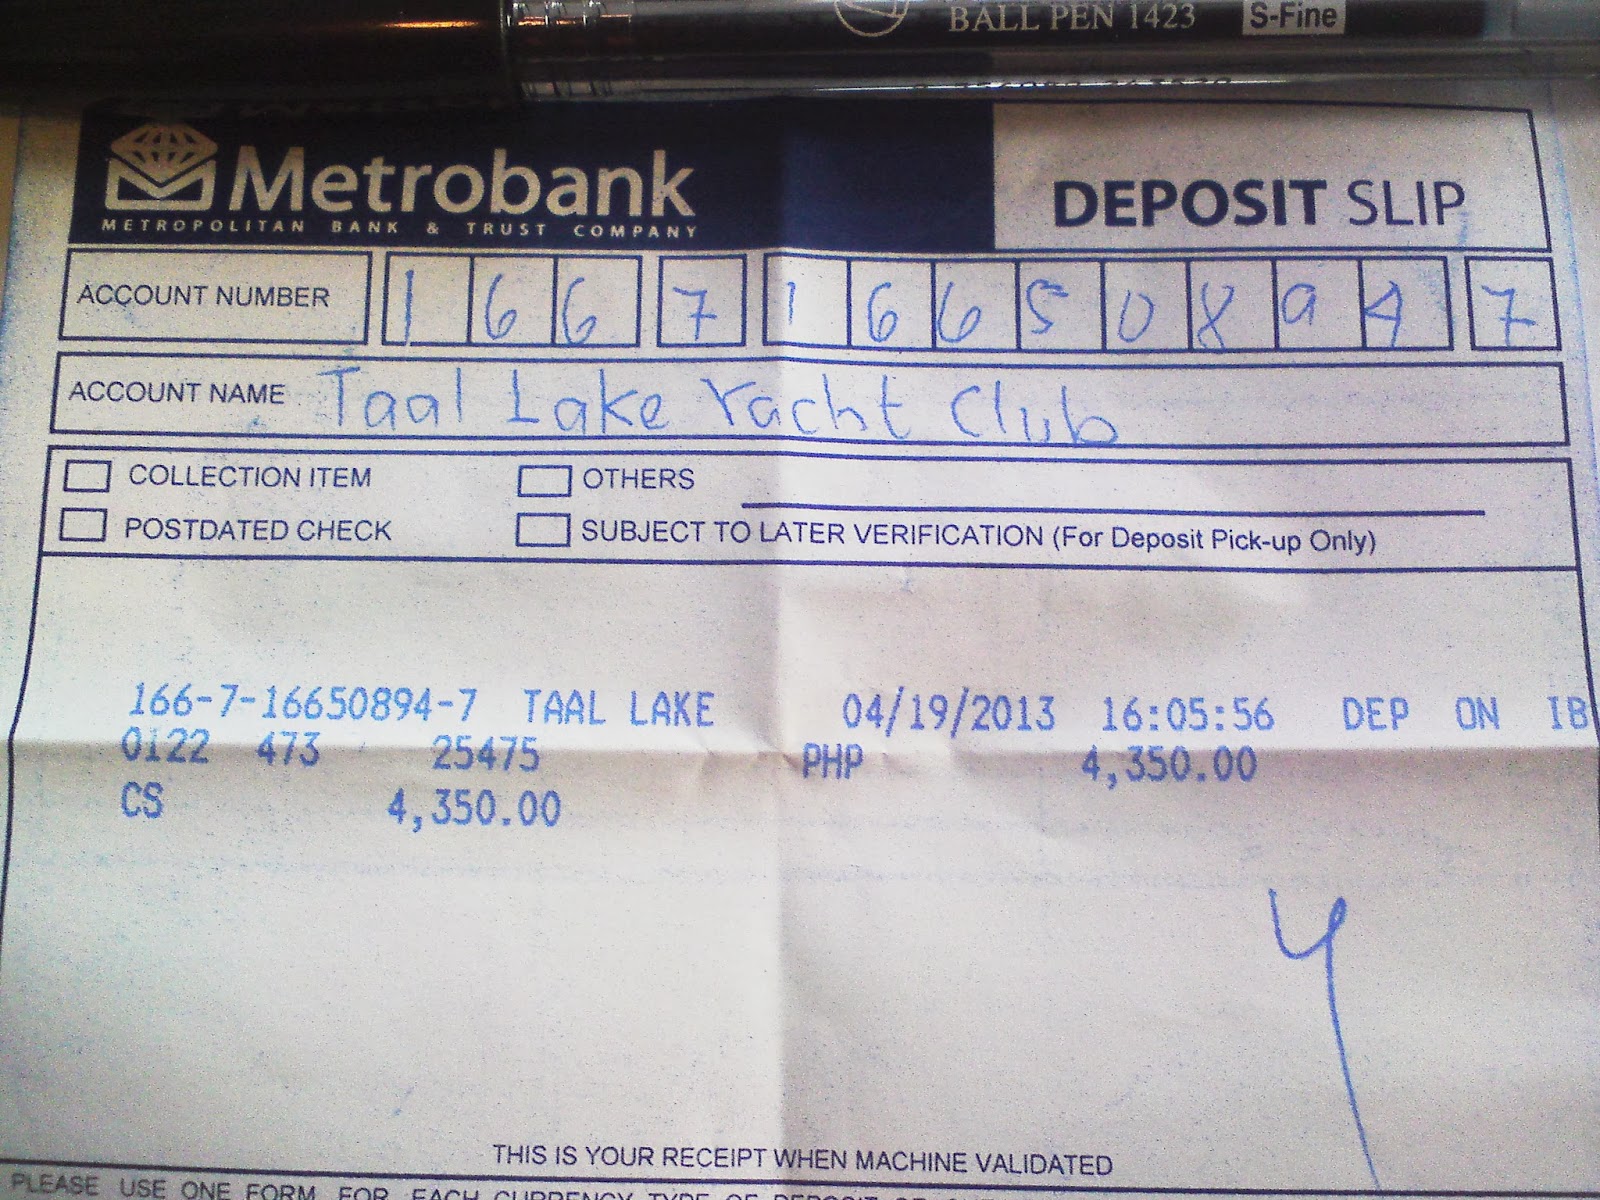 BALL PEN 1423 S-Fine
Metrobank
METROPOLITAN BANK & TRUST COMPANY
DEPOSIT SLIP
ACCOUNT NUMBER 1 6 6 7 1 6 6 5 0 8 9 4 7
ACCOUNT NAME Taal Lake Yacht Club
COLLECTION ITEM OTHERS
POSTDATED CHECK SUBJECT TO LATER VERIFICATION (For Deposit Pick-up Only)
166-7-16650894-7 TAAL LAKE 04/19/2013 16:05:56 DEP ON IB
0122 473 25475 PHP 4,350.00
CS 4,350.00
THIS IS YOUR RECEIPT WHEN MACHINE VALIDATED
PLEASE USE ONE FORM FOR EACH CURRENCY TYPE OF DEPOSIT